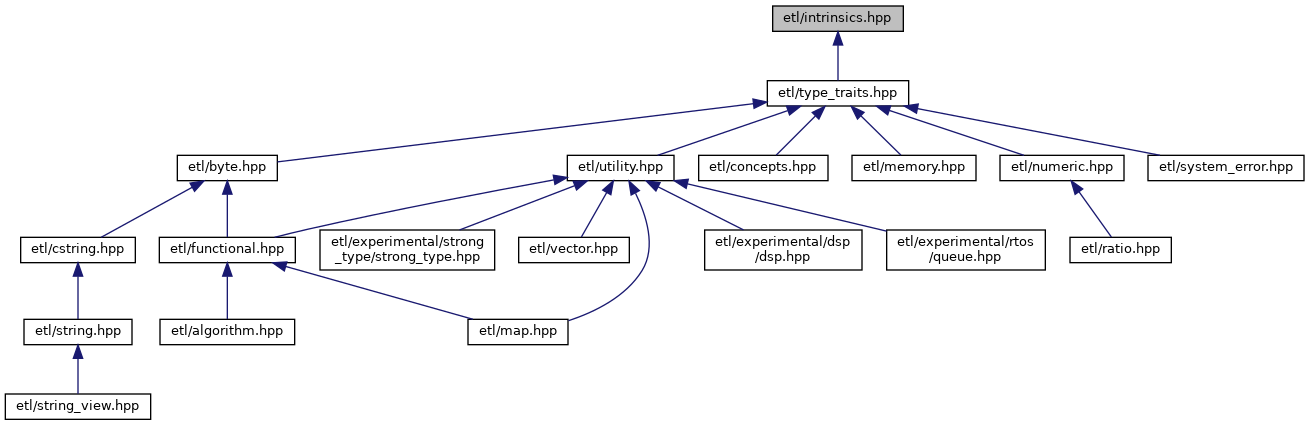 etl/intrinsics.hpp
etl/type_traits.hpp
etl/byte.hpp
etl/utility.hpp
etl/concepts.hpp
etl/memory.hpp
etl/numeric.hpp
etl/system_error.hpp
etl/cstring.hpp
etl/functional.hpp
etl/experimental/strong
_type/strong_type.hpp
etl/vector.hpp
etl/experimental/dsp
/dsp.hpp
etl/experimental/rtos
/queue.hpp
etl/ratio.hpp
etl/string.hpp
etl/algorithm.hpp
etl/map.hpp
etl/string_view.hpp